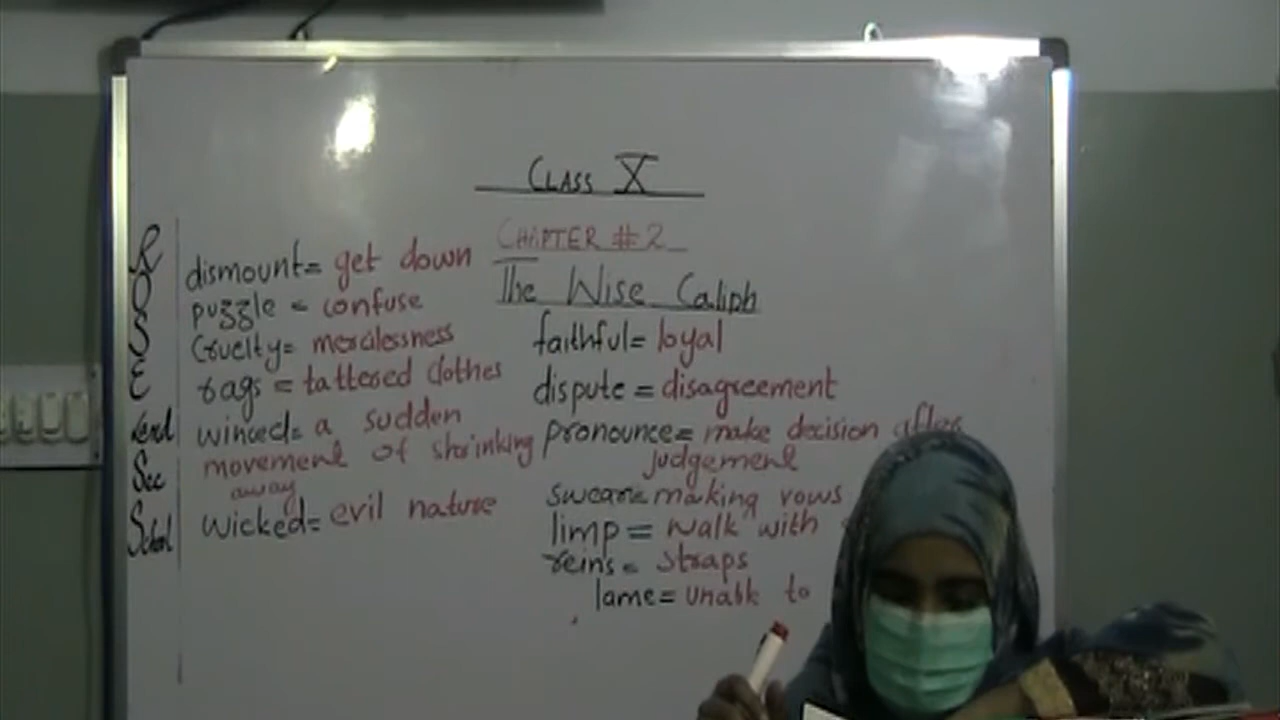 CLASS X
CHAPTER #2
The Wise Caliph
R
O
S
E
Sec
School
dismount= get down
puzzle = confuse
Cruelty= mercilessness
rags = tattered clothes
winced= a sudden
movement of shrinking
away
wicked= evil nature
faithful= loyal
dispute = disagreement
pronounce= make decision after
judgement
swear= making vows
limp = walk with
reins = straps
lame= unable to